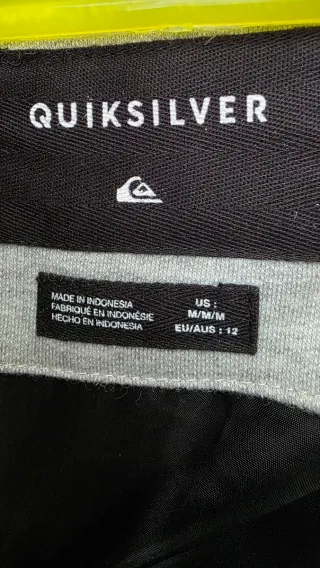 QUIKSILVER
MADE IN INDONESIA
FABRIQUÉ EN INDONÉSIE
HECHO EN INDONESIA
US :
M/M/M
EU/AUS : 12